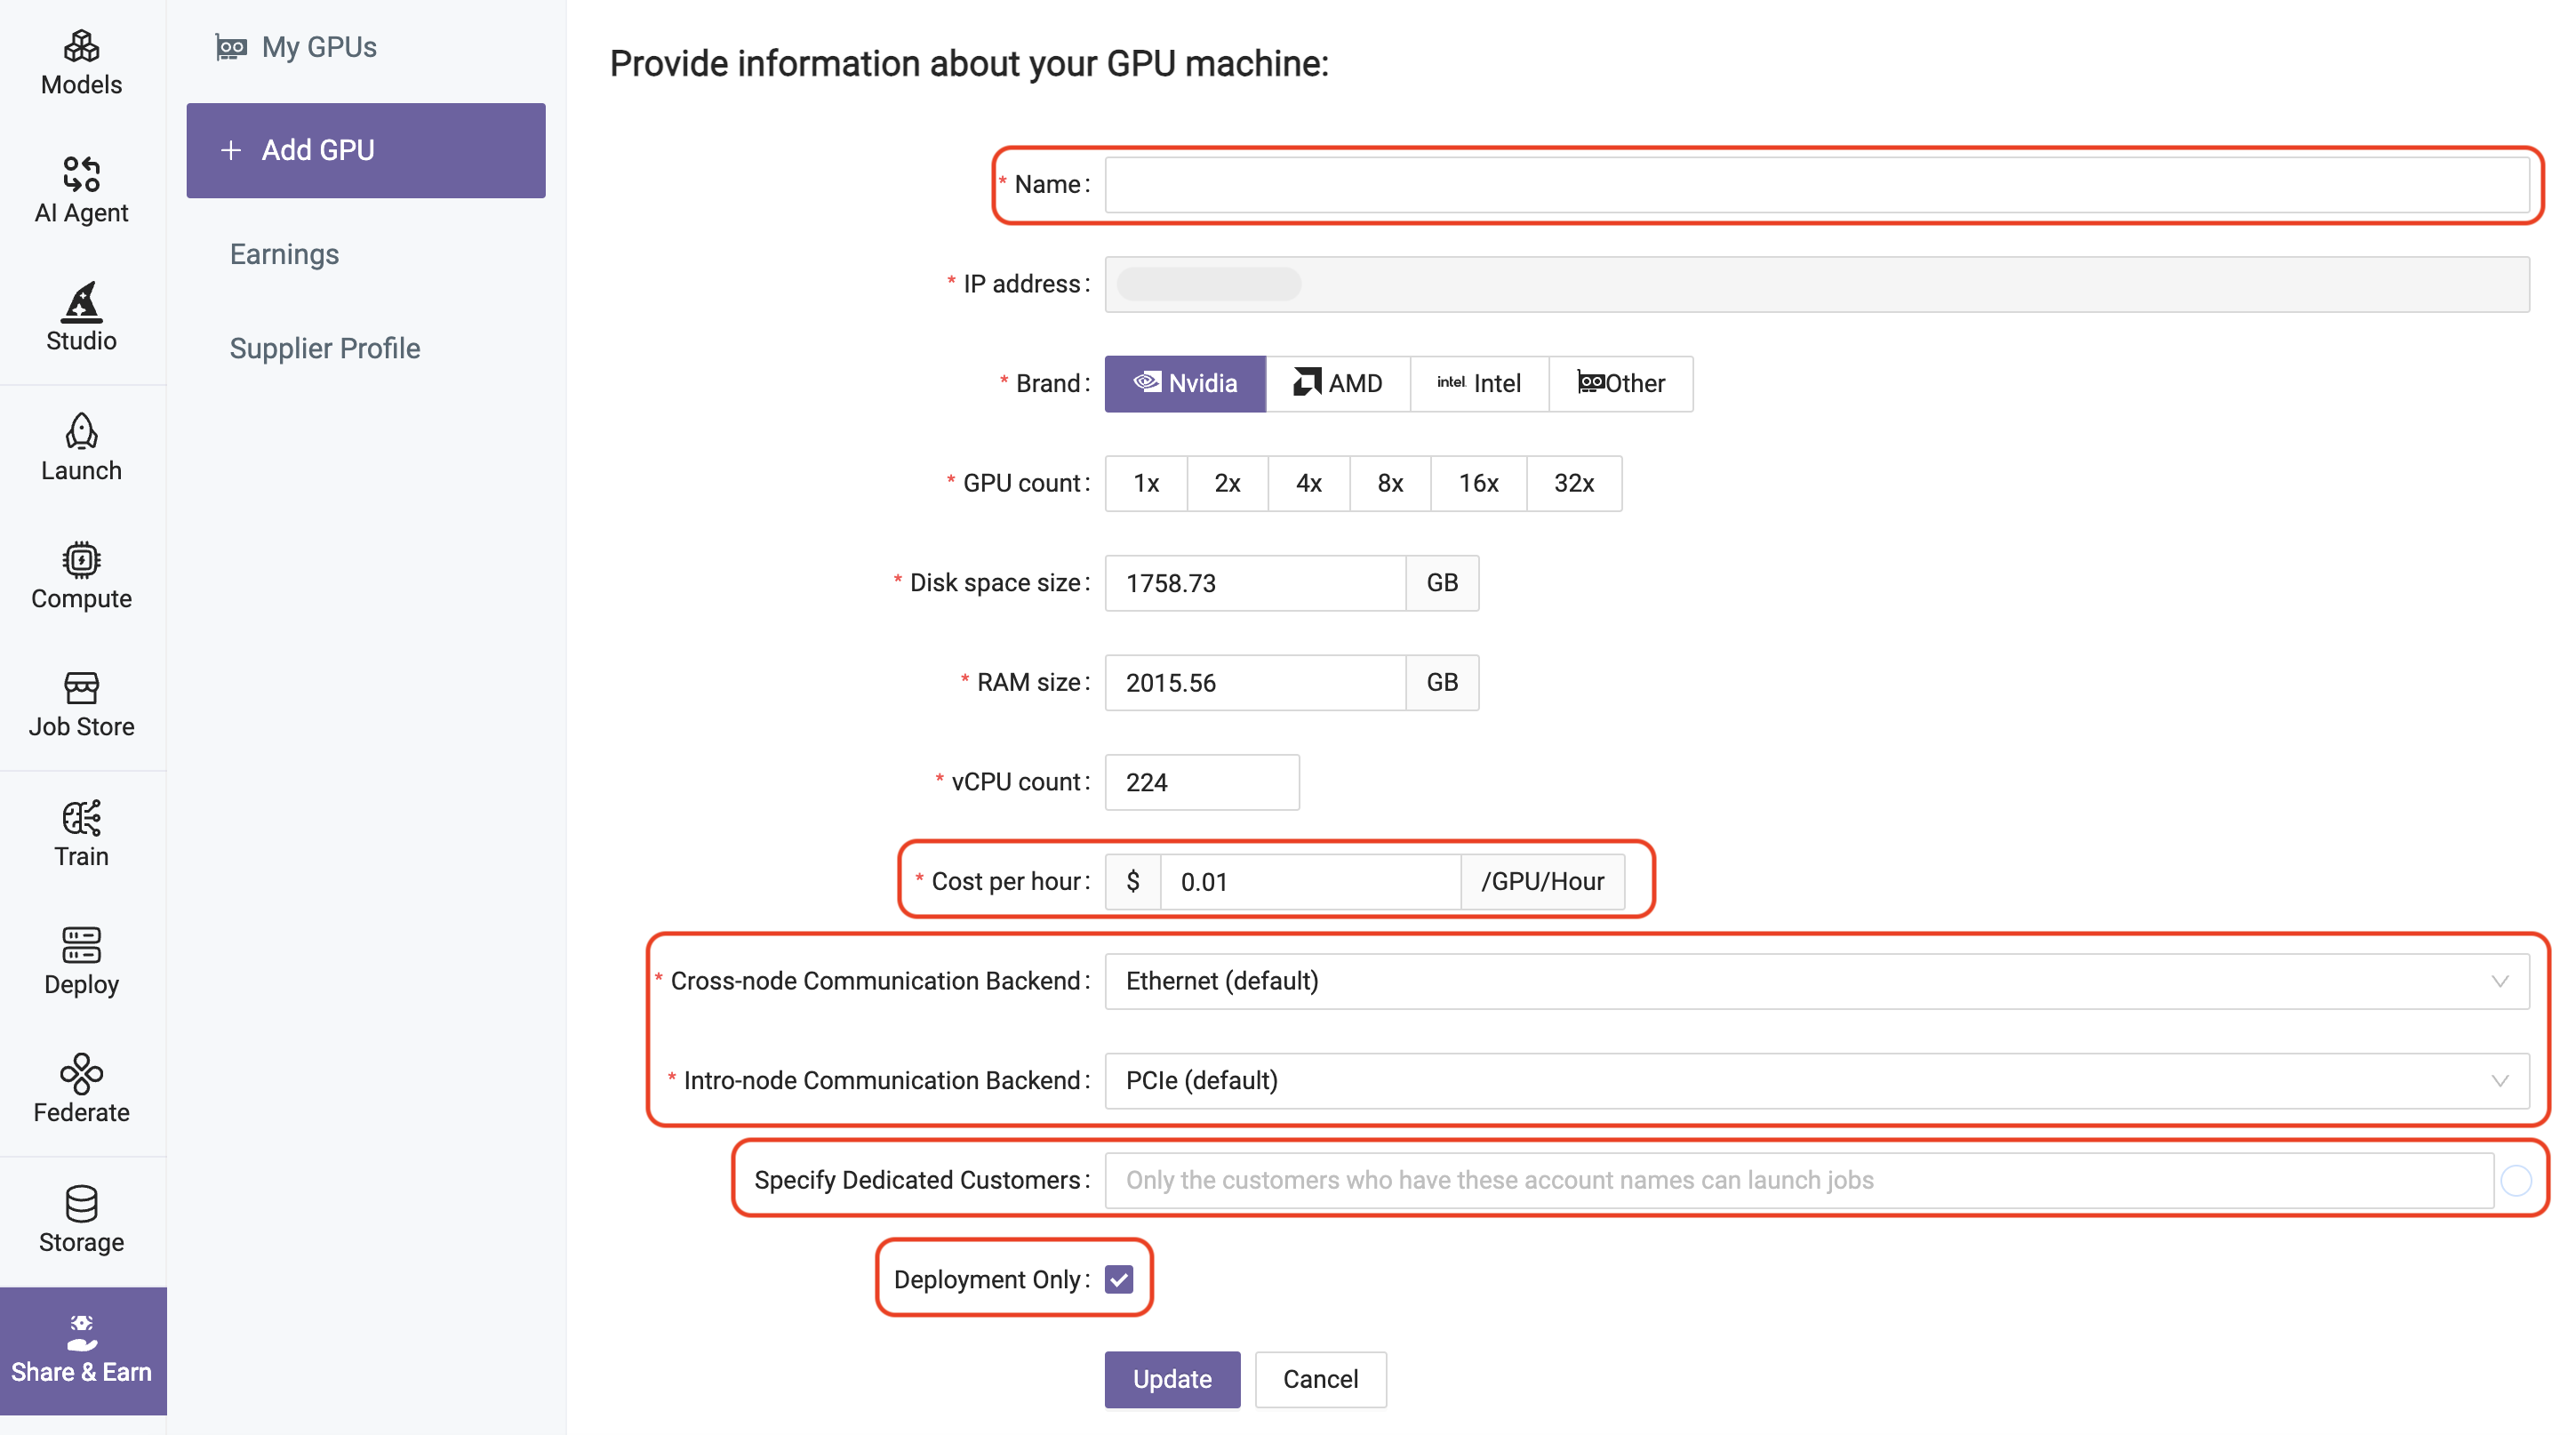 Models
AI Agent
Studio
Launch
Compute
Job Store
Train
Deploy
Federate
Storage
Share & Earn
My GPUs
+ Add GPU
Earnings
Supplier Profile
Provide information about your GPU machine:
* Name:
* IP address:
* Brand: Nvidia AMD intel Intel Other
* GPU count: 1x 2x 4x 8x 16x 32x
* Disk space size: 1758.73 GB
* RAM size: 2015.56 GB
* vCPU count: 224
* Cost per hour: $ 0.01 /GPU/Hour
* Cross-node Communication Backend: Ethernet (default)
* Intro-node Communication Backend: PCIe (default)
Specify Dedicated Customers: Only the customers who have these account names can launch jobs
Deployment Only:
Update Cancel